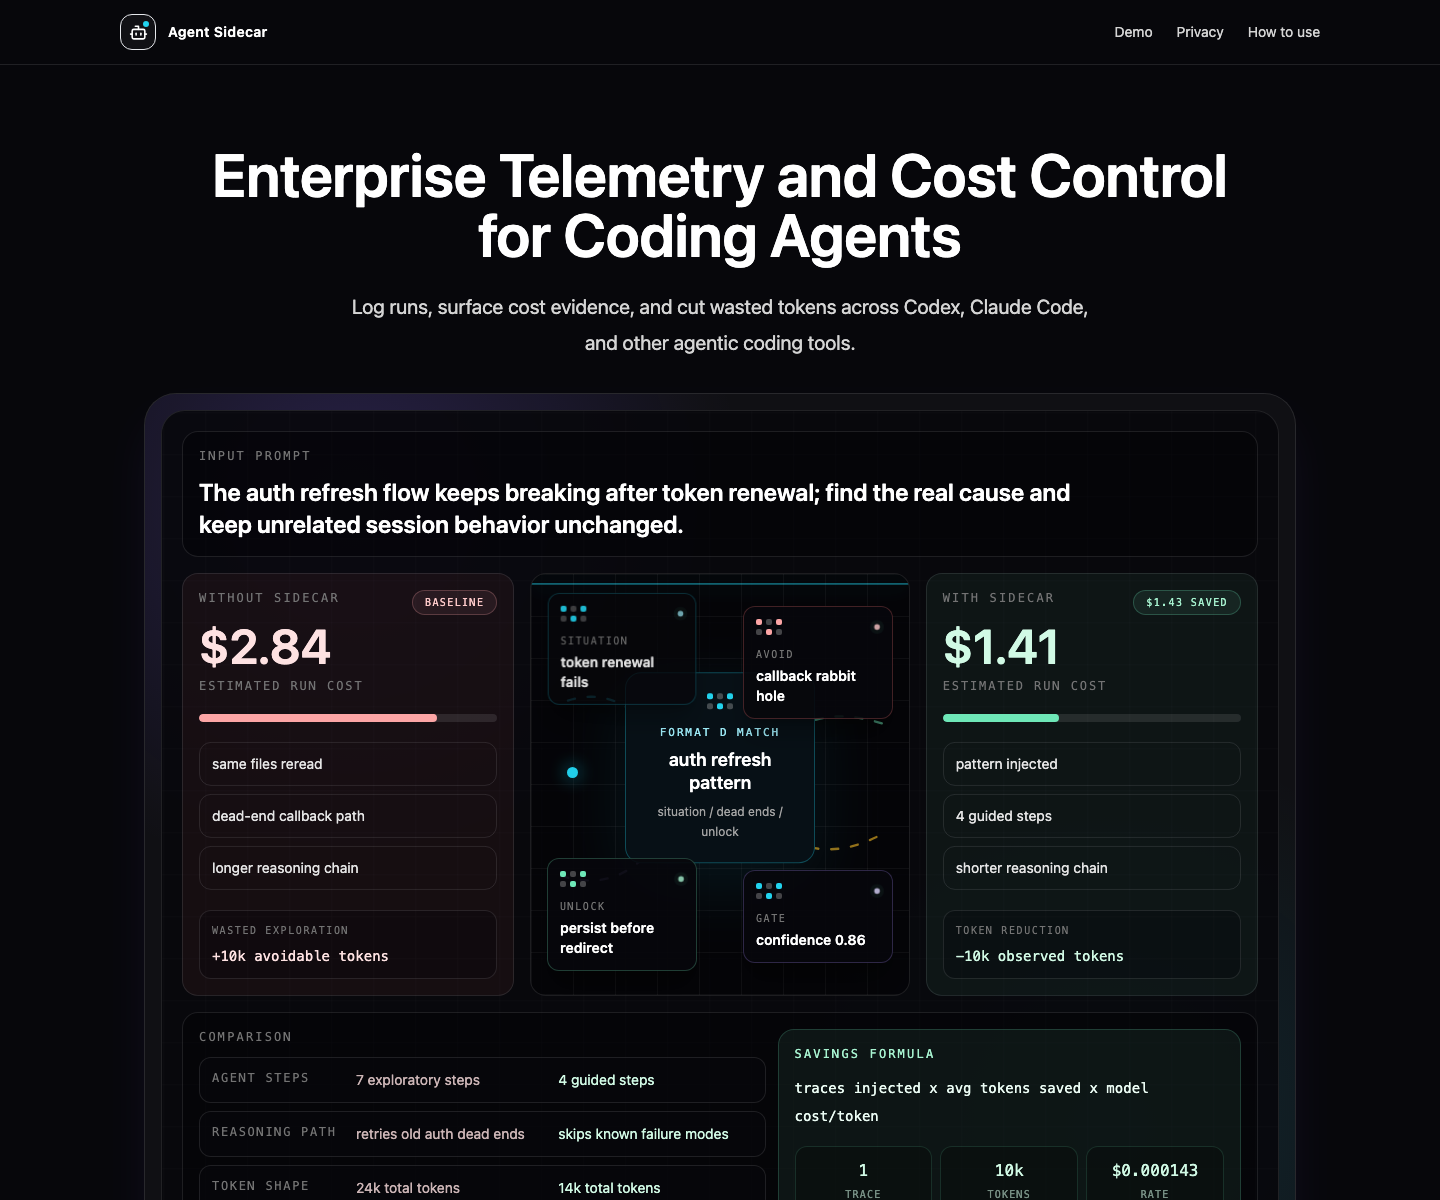 Agent Sidecar
Demo
Privacy
How to use
Enterprise Telemetry and Cost Control
for Coding Agents
Log runs, surface cost evidence, and cut wasted tokens across Codex, Claude Code,
and other agentic coding tools.
INPUT PROMPT
The auth refresh flow keeps breaking after token renewal; find the real cause and
keep unrelated session behavior unchanged.
WITHOUT SIDECAR
BASELINE
$2.84
ESTIMATED RUN COST
same files reread
dead-end callback path
longer reasoning chain
WASTED EXPLORATION
+10k avoidable tokens
SITUATION
token renewal
fails
AVOID
callback rabbit
hole
FORMAT D MATCH
auth refresh
pattern
situation / dead ends /
unlock
UNLOCK
persist before
redirect
GATE
confidence 0.86
WITH SIDECAR
$1.43 SAVED
$1.41
ESTIMATED RUN COST
pattern injected
4 guided steps
shorter reasoning chain
TOKEN REDUCTION
−10k observed tokens
COMPARISON
AGENT STEPS
7 exploratory steps
4 guided steps
REASONING PATH
retries old auth dead ends
skips known failure modes
TOKEN SHAPE
24k total tokens
14k total tokens
SAVINGS FORMULA
traces injected x avg tokens saved x model
cost/token
1
TRACE
10k
TOKENS
$0.000143
RATE